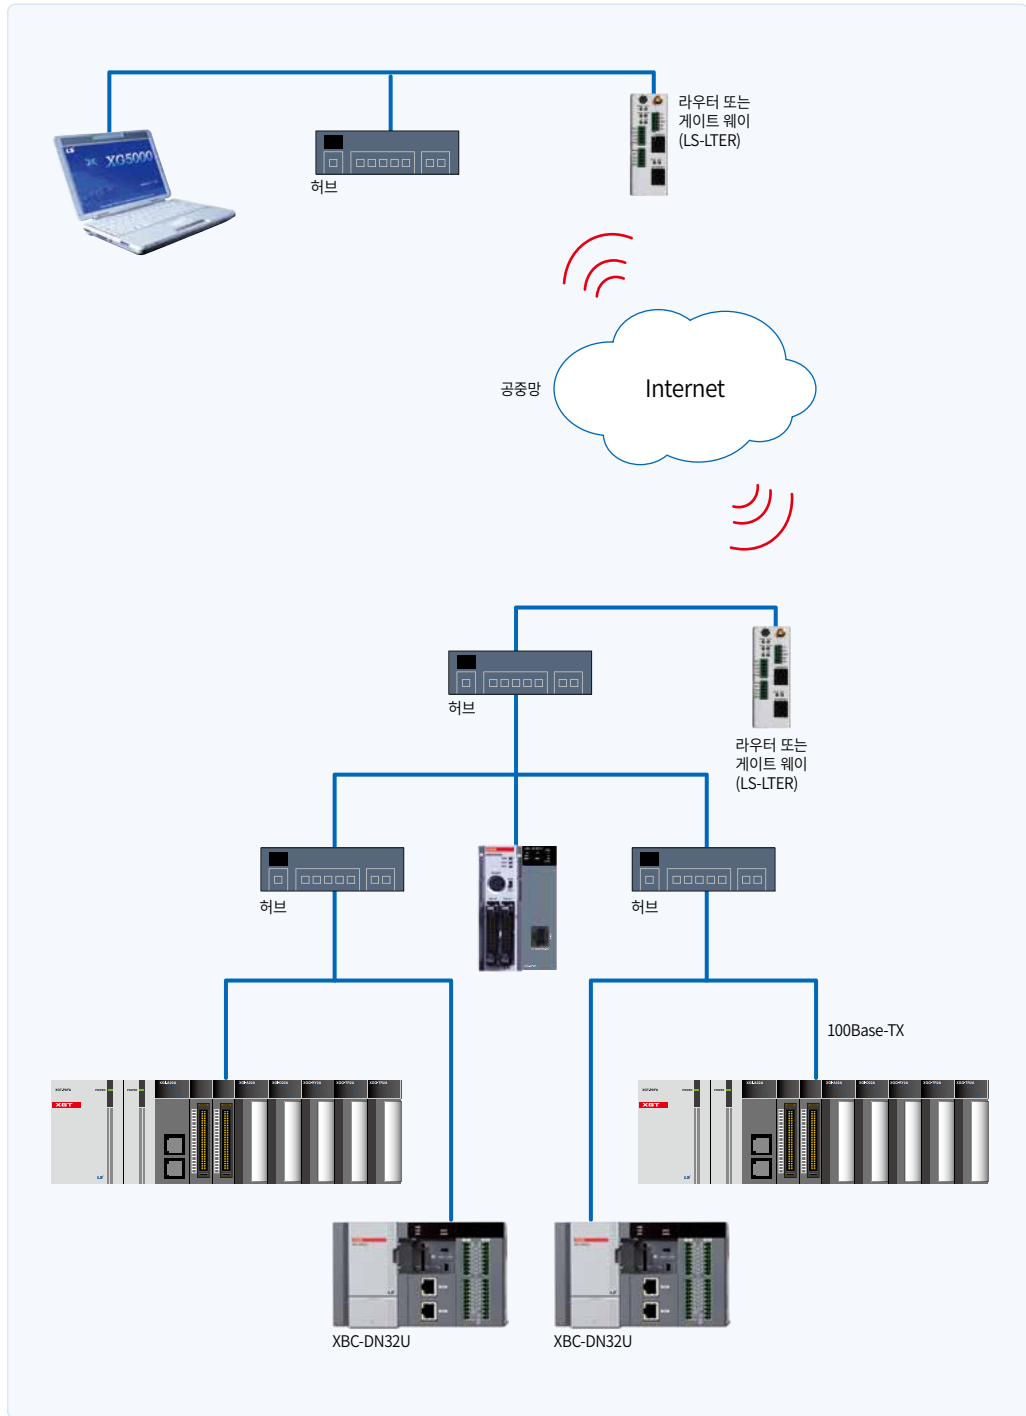 XG5000
라우터 또는
게이트 웨이
(LS-LTER)
허브
공중망
Internet
허브
라우터 또는
게이트 웨이
(LS-LTER)
허브
허브
100Base-TX
XGT
XGT
XBC-DN32U
XBC-DN32U